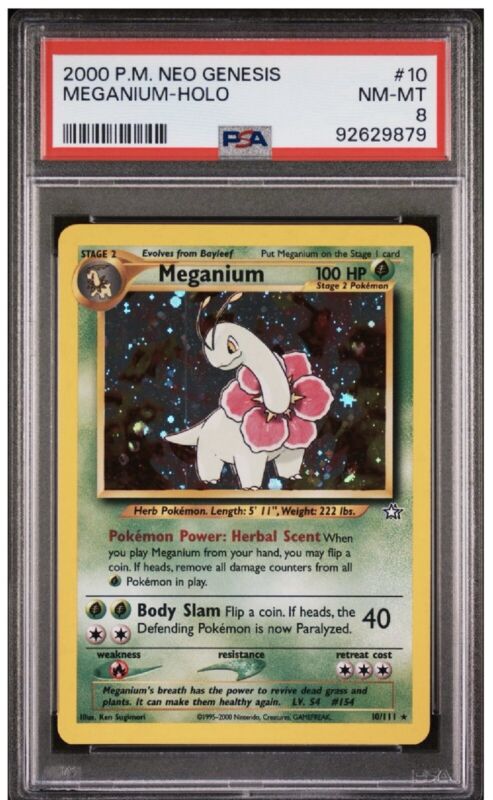 2000 P.M. NEO GENESIS #10
MEGANIUM-HOLO NM-MT
8
PSA 92629879
STAGE 2 Evolves from Bayleef Put Meganium on the Stage 1 card
Meganium 100 HP
Stage 2 Pokémon
Herb Pokémon. Length: 5' 11", Weight: 222 lbs.
Pokémon Power: Herbal Scent When
you play Meganium from your hand, you may flip a
coin. If heads, remove all damage counters from all
Pokémon in play.
Body Slam Flip a coin. If heads, the
Defending Pokémon is now Paralyzed. 40
weakness resistance retreat cost
Meganium's breath has the power to revive dead grass and
plants. It can make them healthy again. LV. 54 #154
Illus. Ken Sugimori ©1995-2000 Nintendo, Creatures, GAMEFREAK. 10/111 ★
PSA